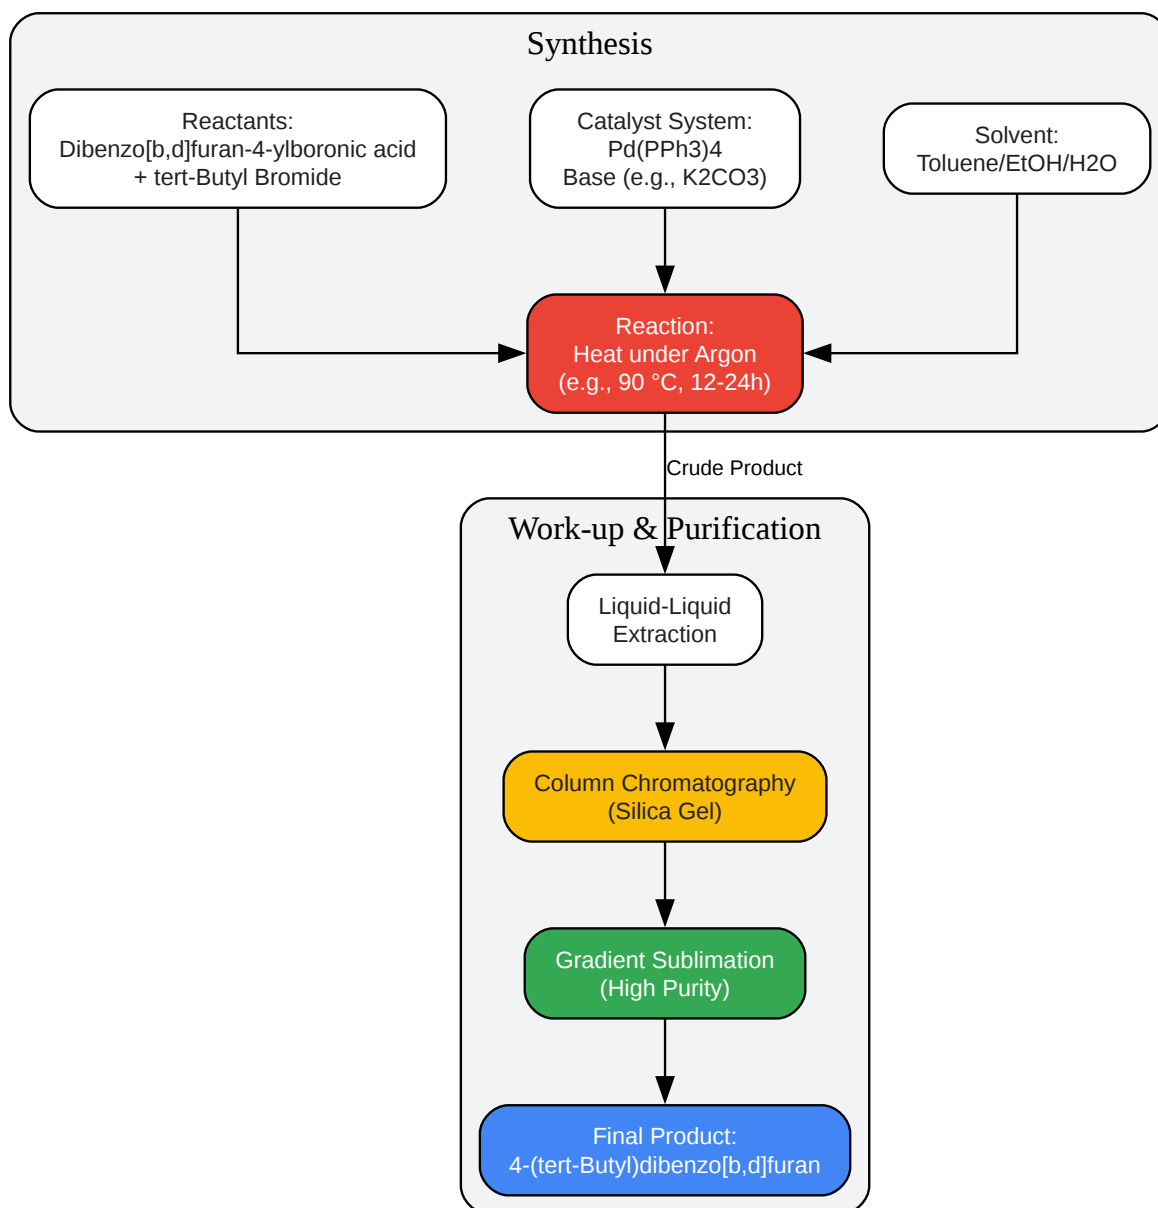 Synthesis
Reactants:
Dibenzo[b,d]furan-4-ylboronic acid
+ tert-Butyl Bromide
Catalyst System:
Pd(PPh3)4
Base (e.g., K2CO3)
Solvent:
Toluene/EtOH/H2O
Reaction:
Heat under Argon
(e.g., 90 °C, 12-24h)
Crude Product
Work-up & Purification
Liquid-Liquid
Extraction
Column Chromatography
(Silica Gel)
Gradient Sublimation
(High Purity)
Final Product:
4-(tert-Butyl)dibenzo[b,d]furan